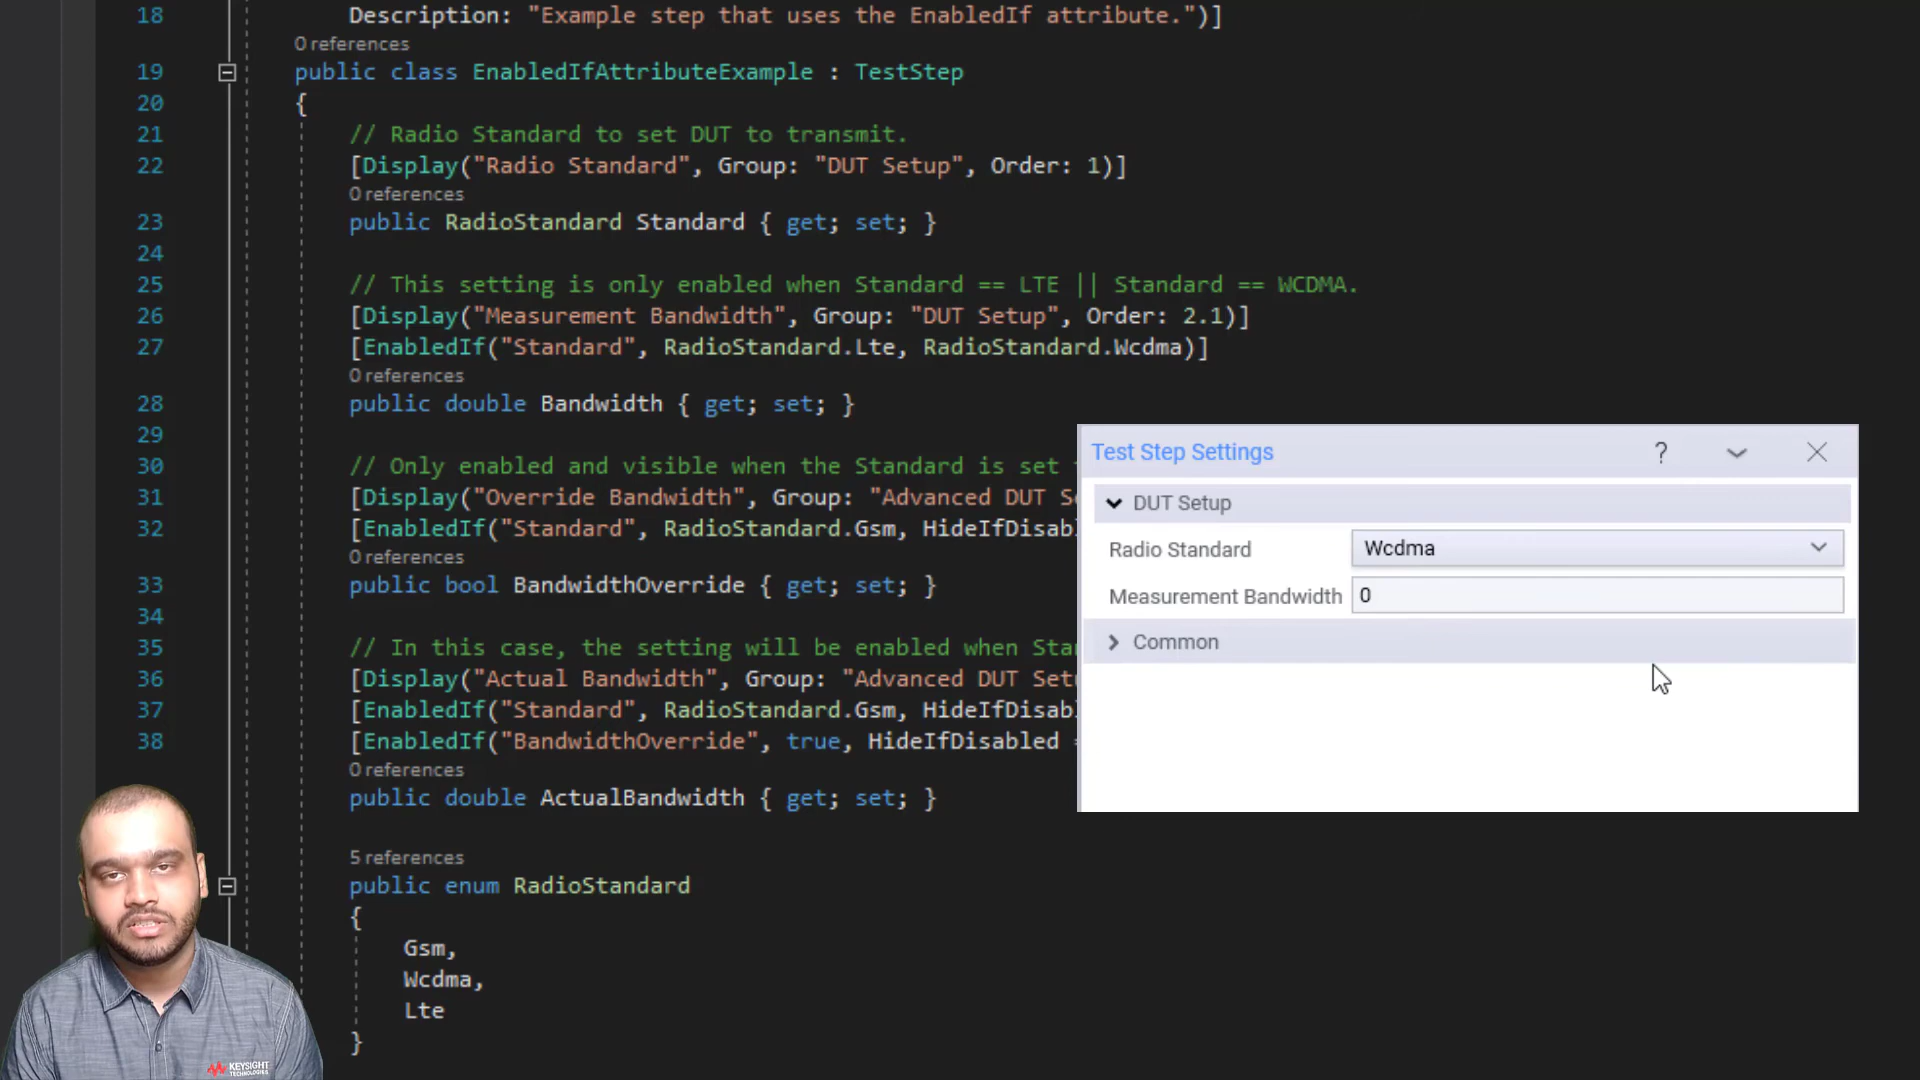 18 Description: "Example step that uses the EnabledIf attribute.")]
0 references
19 public class EnabledIfAttributeExample : TestStep
20 {
21 // Radio Standard to set DUT to transmit.
22 [Display("Radio Standard", Group: "DUT Setup", Order: 1)]
0 references
23 public RadioStandard Standard { get; set; }
24
25 // This setting is only enabled when Standard == LTE || Standard == WCDMA.
26 [Display("Measurement Bandwidth", Group: "DUT Setup", Order: 2.1)]
27 [EnabledIf("Standard", RadioStandard.Lte, RadioStandard.Wcdma)]
0 references
28 public double Bandwidth { get; set; }
29
30 // Only enabled and visible when the Standard is set
31 [Display("Override Bandwidth", Group: "Advanced DUT S
32 [EnabledIf("Standard", RadioStandard.Gsm, HideIfDisabl
0 references
33 public bool BandwidthOverride { get; set; }
34
35 // In this case, the setting will be enabled when Sta
36 [Display("Actual Bandwidth", Group: "Advanced DUT Set
37 [EnabledIf("Standard", RadioStandard.Gsm, HideIfDisabl
38 [EnabledIf("BandwidthOverride", true, HideIfDisabled
0 references
public double ActualBandwidth { get; set; }
5 references
public enum RadioStandard
{
Gsm,
Wcdma,
Lte
}
Test Step Settings ?
DUT Setup
Radio Standard Wcdma
Measurement Bandwidth 0
Common
KEYSIGHT
TECHNOLOGIES